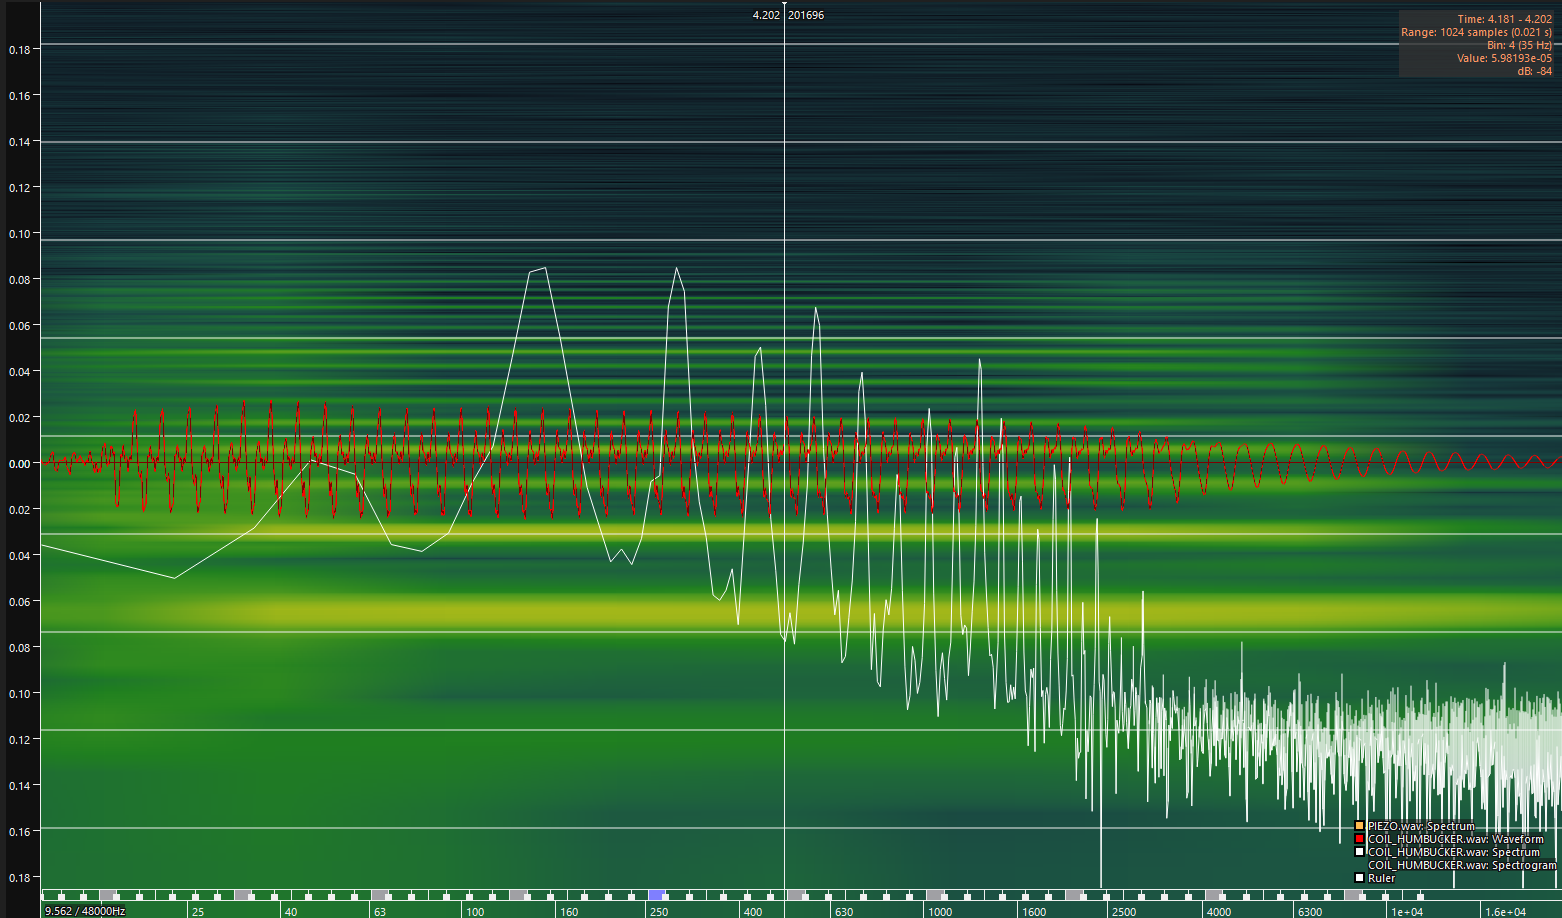 4.202 201696
Time: 4.181 - 4.202
Range: 1024 samples (0.021 s)
Bin: 4 (35 Hz)
Value: 5.98193e-05
dB: -84
0.18
0.16
0.14
0.12
0.10
0.08
0.06
0.04
0.02
0.00
0.02
0.04
0.06
0.08
0.10
0.12
0.14
0.16
0.18
PIEZO.wav: Spectrum
COIL_HUMBUCKER.wav: Waveform
COIL_HUMBUCKER.wav: Spectrum
COIL_HUMBUCKER.wav: Spectrogram
Ruler
9.562 / 48000Hz 25 40 63 100 160 250 400 630 1000 1600 2500 4000 6300 1e+04 1.6e+04